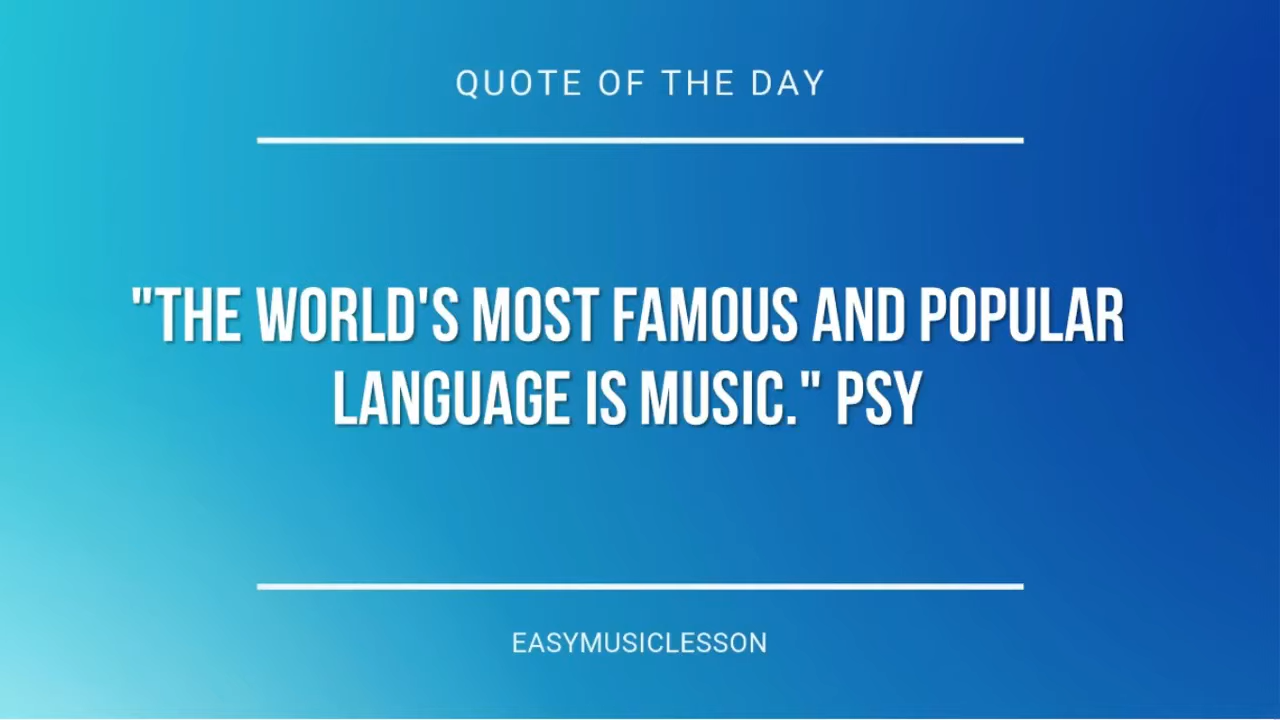 QUOTE OF THE DAY
"THE WORLD'S MOST FAMOUS AND POPULAR
LANGUAGE IS MUSIC." PSY
EASYMUSICLESSON